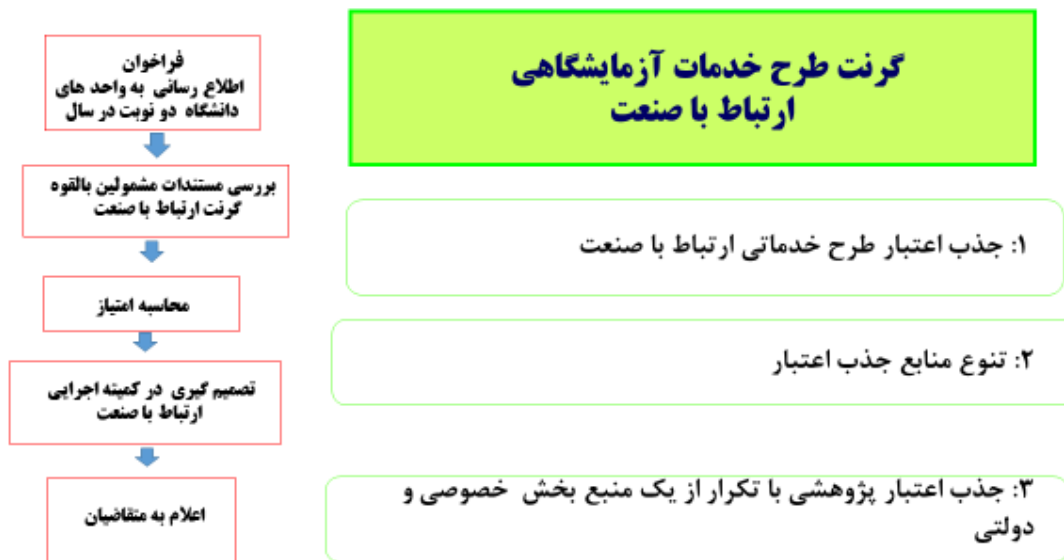 گرنت طرح خدمات آزمایشگاهی
ارتباط با صنعت
۱: جذب اعتبار طرح خدماتی ارتباط با صنعت
۲: تنوع منابع جذب اعتبار
۳: جذب اعتبار پژوهشی با تکرار از یک منبع بخش خصوصی و
دولتی
فراخوان
اطلاع رسانی به واحد های
دانشگاه دو نوبت در سال
بررسی مستندات مشمولین بالقوه
گرنت ارتباط با صنعت
محاسبه امتیاز
تصمیم گیری در کمیته اجرایی
ارتباط با صنعت
اعلام به متقاضیان